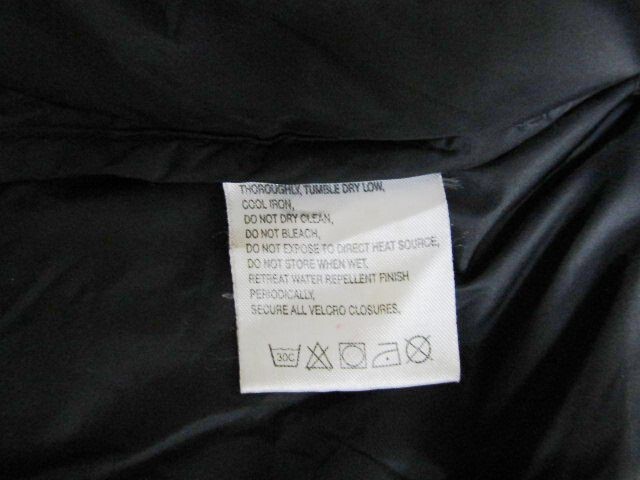 THOROUGHLY, TUMBLE DRY LOW,
COOL IRON,
DO NOT DRY CLEAN,
DO NOT BLEACH,
DO NOT EXPOSE TO DIRECT HEAT SOURCE,
DO NOT STORE WHEN WET,
RETREAT WATER REPELLENT FINISH
PERIODICALLY,
SECURE ALL VELCRO CLOSURES,
30C